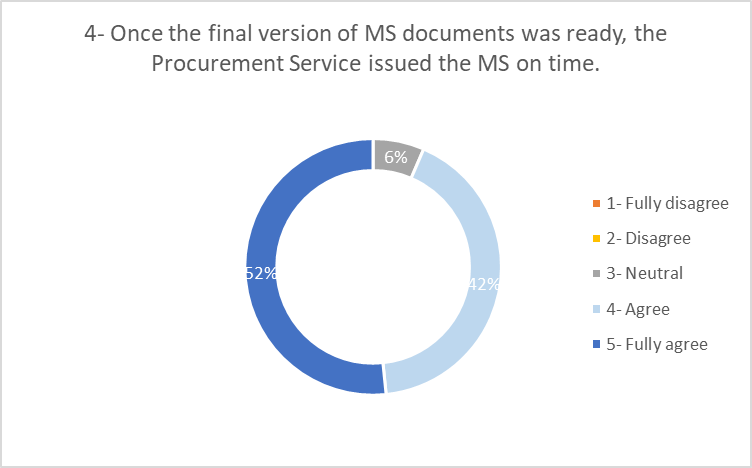 4- Once the final version of MS documents was ready, the
Procurement Service issued the MS on time.
6%
52%
42%
1- Fully disagree
2- Disagree
3- Neutral
4- Agree
5- Fully agree